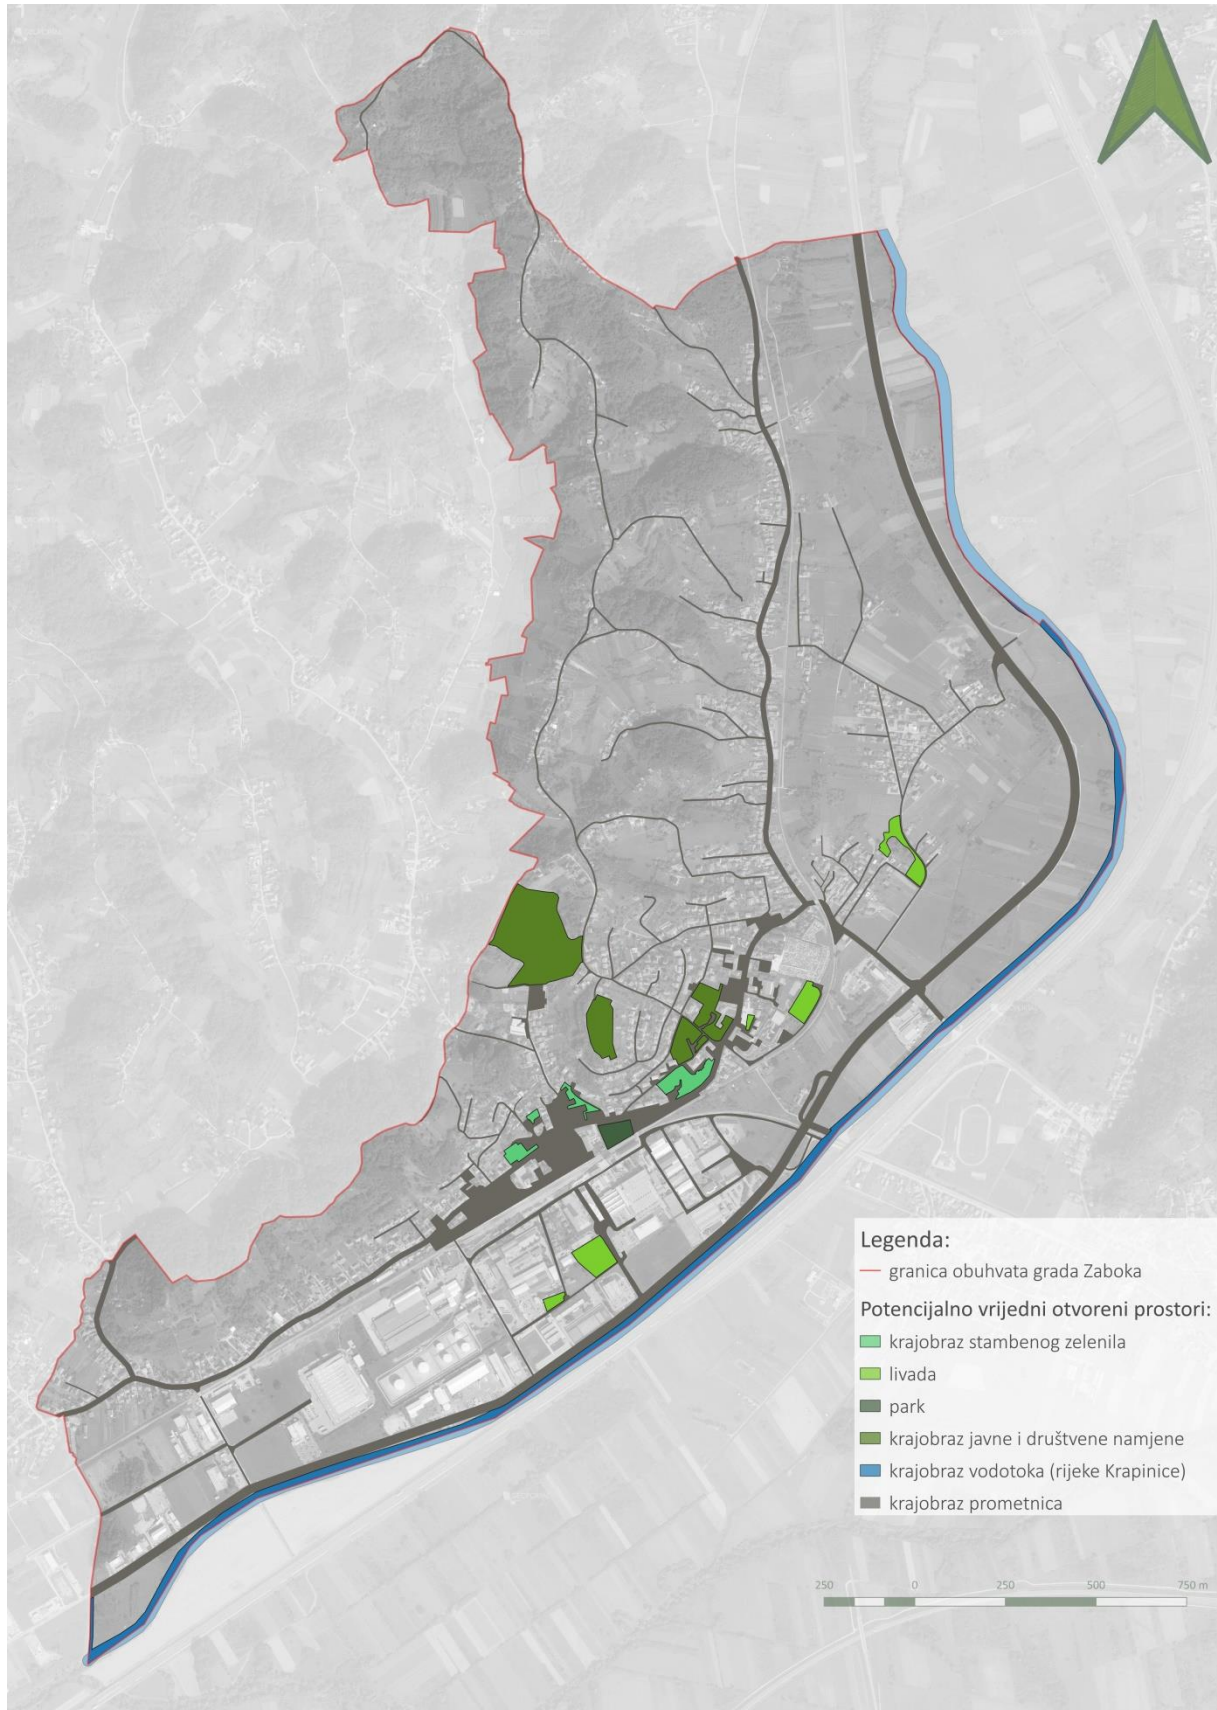 Legenda:
granica obuhvata grada Zaboka
Potencijalno vrijedni otvoreni prostori:
krajobraz stambenog zelenila
livada
park
krajobraz javne i društvene namjene
krajobraz vodotoka (rijeke Krapinice)
krajobraz prometnica
250 0 250 500 750 m